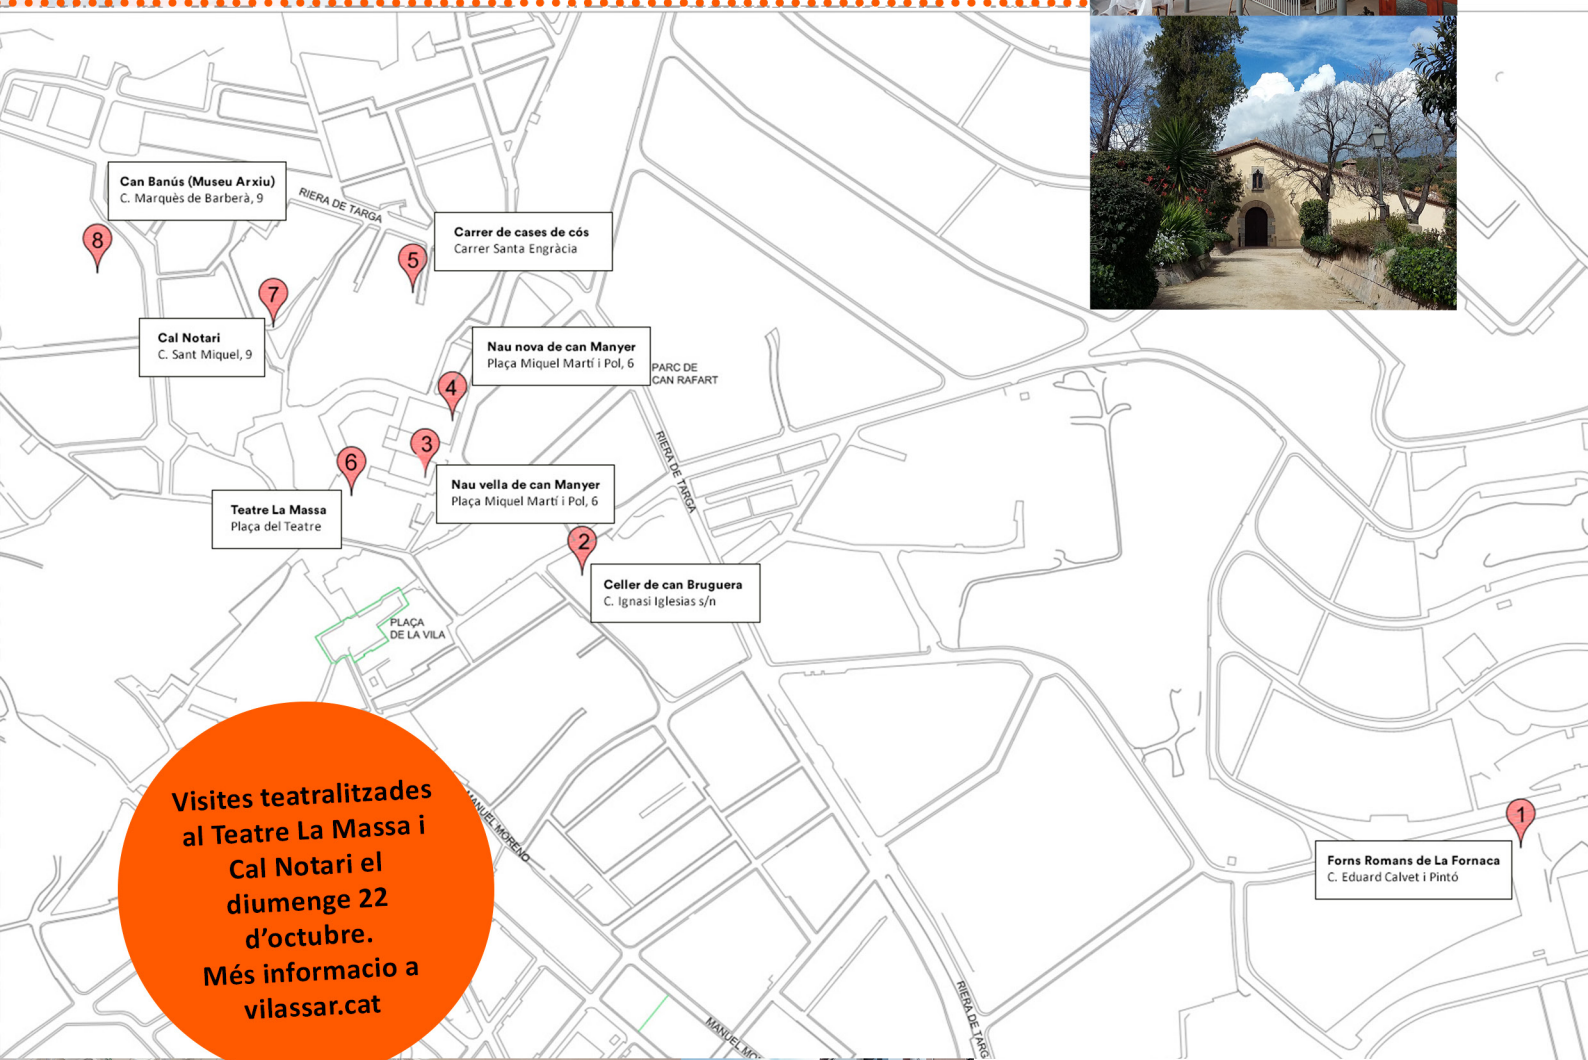 Can Banús (Museu Arxiu)
C. Marquès de Barberà, 9
RIERA DE TARGA
Carrer de cases de cós
Carrer Santa Engràcia
8
5
7
Cal Notari
C. Sant Miquel, 9
Nau nova de can Manyer
Plaça Miquel Martí i Pol, 6
PARC DE
CAN RAFART
4
3
6
RIERA DE TARGA
Nau vella de can Manyer
Plaça Miquel Martí i Pol, 6
Teatre La Massa
Plaça del Teatre
2
Celler de can Bruguera
C. Ignasi Iglesias s/n
PLAÇA
DE LA VILA
Visites teatralitzades
al Teatre La Massa i
Cal Notari el
diumenge 22
d’octubre.
Més informacio a
vilassar.cat
MANUEL MORENO
1
Forns Romans de La Fornaca
C. Eduard Calvet i Pintó
RIERA DE TARG
MANUEL MO